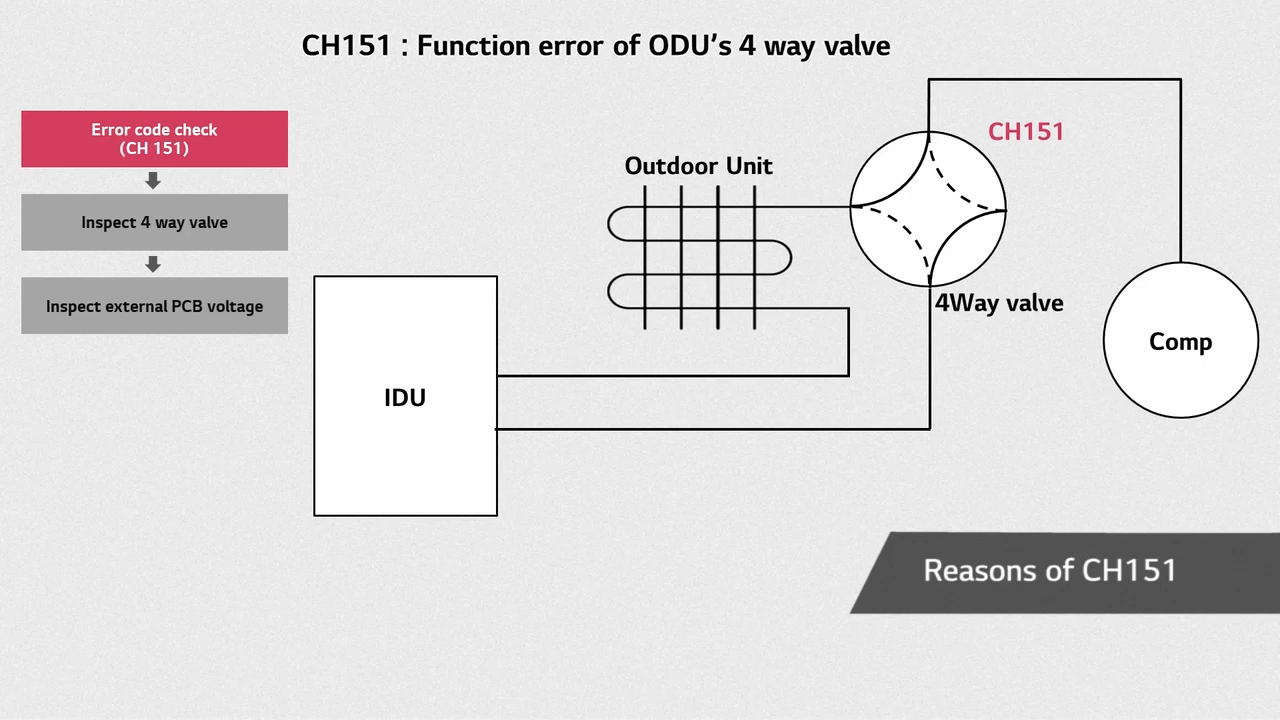 CH151 : Function error of ODU’s 4 way valve
Error code check
(CH 151)
Inspect 4 way valve
Inspect external PCB voltage
Outdoor Unit
CH151
4Way valve
Comp
IDU
Reasons of CH151